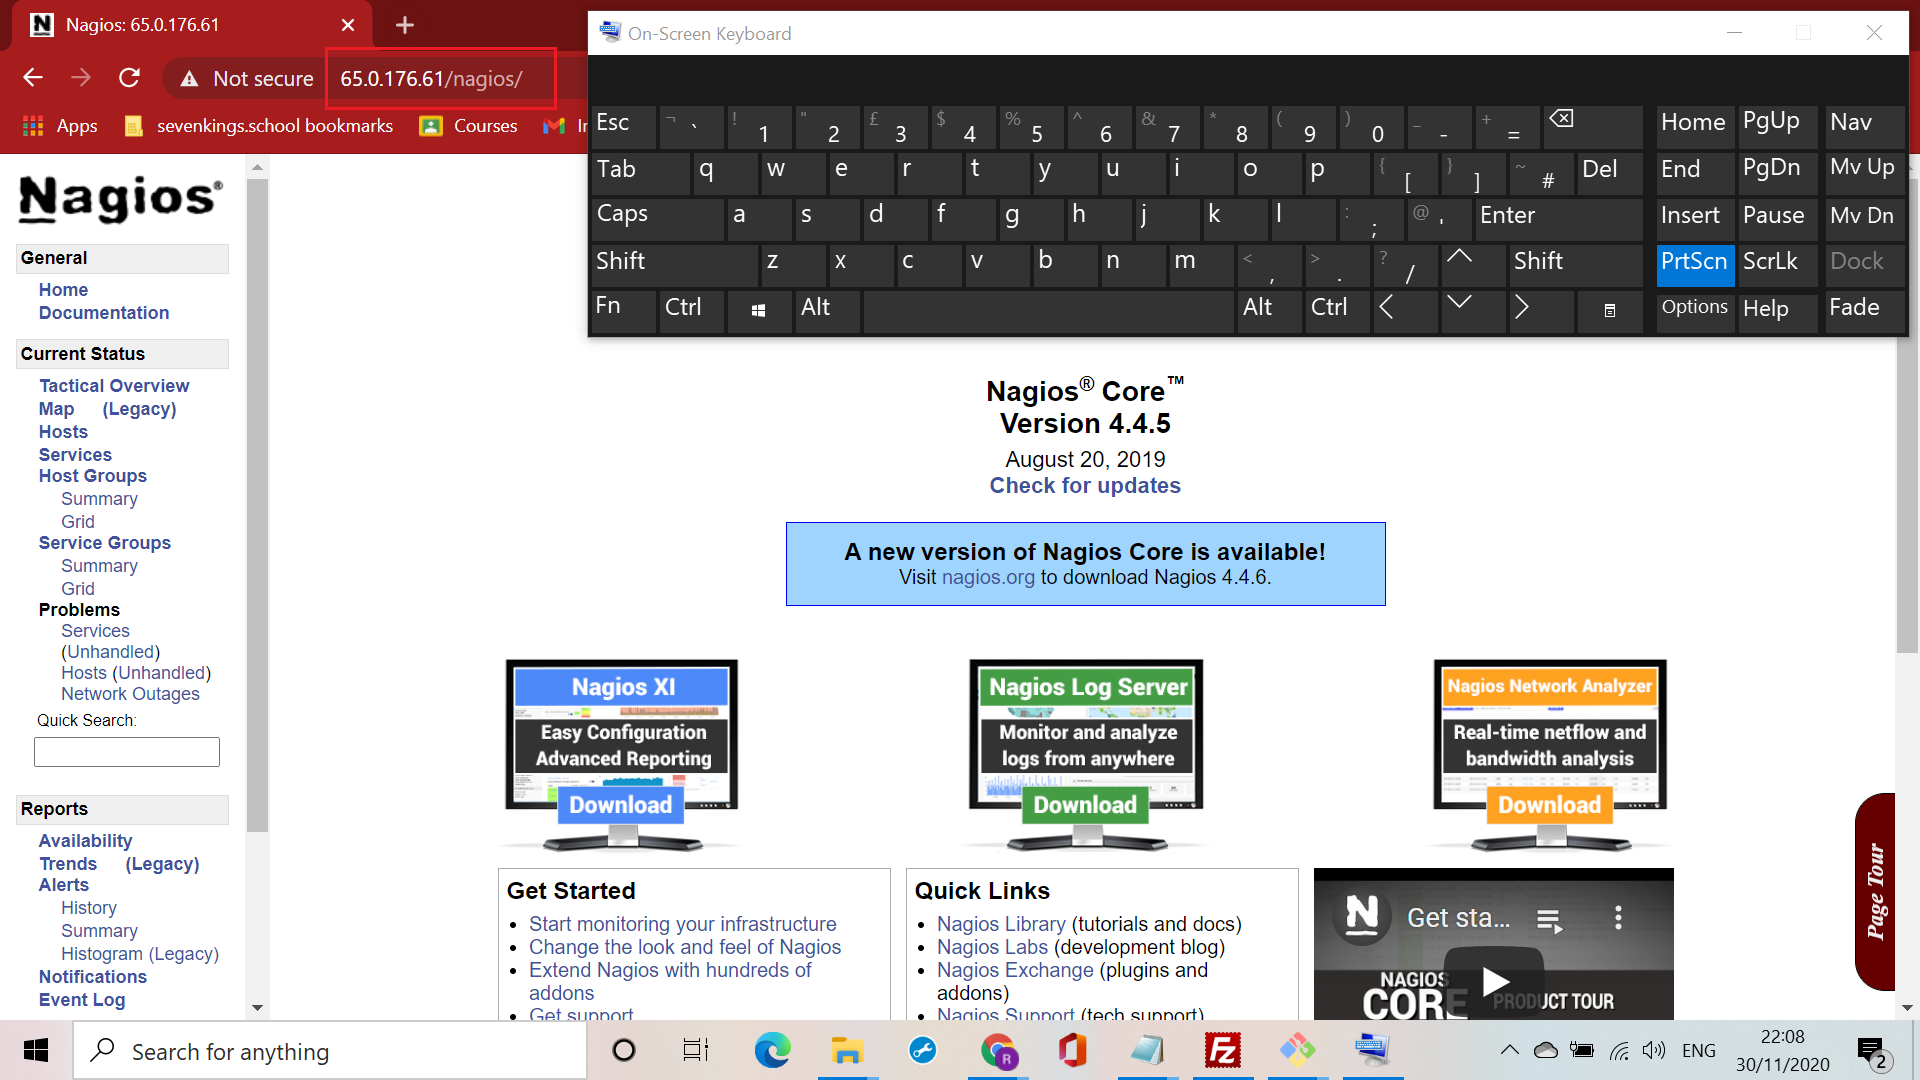 Nagios: 65.0.176.61
Not secure 65.0.176.61/nagios/
Apps sevenkings.school bookmarks Courses
On-Screen Keyboard
Esc ¬ ` ! 1 " 2 £ 3 $ 4 % 5 ^ 6 & 7 * 8 ( 9 ) 0 _ - + = Home PgUp Nav
Tab q w e r t y u i o p { [ } ] ~ # Del End PgDn Mv Up
Caps a s d f g h j k l : ; @ ' Enter Insert Pause Mv Dn
Shift z x c v b n m < , > . ? / Shift PrtScn ScrLk Dock
Fn Ctrl Alt Alt Ctrl Options Help Fade
Nagios®
General
Home
Documentation
Current Status
Tactical Overview
Map (Legacy)
Hosts
Services
Host Groups
Summary
Grid
Service Groups
Summary
Grid
Problems
Services
(Unhandled)
Hosts (Unhandled)
Network Outages
Quick Search:
Reports
Availability
Trends (Legacy)
Alerts
History
Summary
Histogram (Legacy)
Notifications
Event Log
Nagios® Core™
Version 4.4.5
August 20, 2019
Check for updates
A new version of Nagios Core is available!
Visit nagios.org to download Nagios 4.4.6.
Nagios XI
Easy Configuration
Advanced Reporting
Download
Nagios Log Server
Monitor and analyze
logs from anywhere
Download
Nagios Network Analyzer
Real-time netflow and
bandwidth analysis
Download
Get Started
Start monitoring your infrastructure
Change the look and feel of Nagios
Extend Nagios with hundreds of
addons
Get support
Quick Links
Nagios Library (tutorials and docs)
Nagios Labs (development blog)
Nagios Exchange (plugins and
addons)
Nagios Support (tech support)
N Get sta...
NAGIOS
CORE PRODUCT TOUR
Page Tour
Search for anything
ENG
22:08
30/11/2020
2